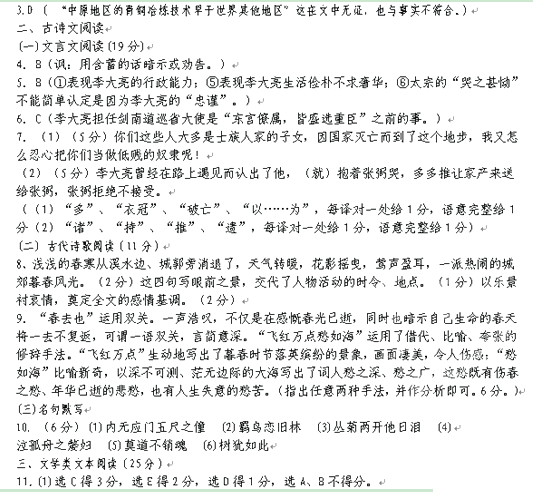 3.D (“中原地区的青铜冶炼技术早于世界其他地区”这在文中无征，也与事实不符合。)
二、古诗文阅读
(一)文言文阅读(19分)
4．B(讽：用含蓄的话暗示或劝告。)
5．B(①表现李大亮的行政能力；⑤表现李大亮生活俭朴不求奢华；⑥太宗的“哭之甚恸”
不能简单认定是因为李大亮的“忠谨”。)
6．C(李大亮担任剑南道巡省大使是“东宫僚属，皆盛选重臣”之前的事。)
7．(1)(5分)你们这些人大多是士族人家的子女，因国家灭亡而到了这个地步，我又怎
么忍心把你们当做低贱的奴隶呢！
(2)(5分)李大亮曾经在路上遇见而认出了他，(就)抱着张弼哭，多多推让家产来送
给张弼，张弼拒绝不接受。
((1)“多”、“衣冠”、“破亡”、“以……为”，每译对一处给1分，语意完整给1
分(2)“诸”、“持”、“推”、“遗”，每译对一处给1分，语意完整给1分)
(二)古代诗歌阅读(11分)
8、浅浅的春寒从溪水边、城郭旁消退了，天气转暖，花影摇曳，莺声盈耳，一派热闹的城
郊暮春风光。(2分)这四句写眼前之景，交代了人物活动的时令、地点。(1分)以乐景
衬哀情，奠定全文的感情基调。(2分)
9．“春去也”运用双关。一声浩叹，不仅是在感慨春光已逝，同时也暗示自己生命的春天
将一去不复返，可谓一语双关，言简意深。“飞红万点愁如海”运用了借代、比喻、夸张的
修辞手法。“飞红万点”生动地写出了暮春时节落英缤纷的景象，画面凄美，令人伤感；“愁
如海”比喻新奇，以深不可测、茫无边际的大海写出了词人愁之深、愁之广，这愁既有伤春
之愁、年华已逝的悲愁，也有人生失意的愁苦。(指出任意两种手法，并作分析即可。6分。)
(三)名句默写
10．(6分)(1)内无应门五尺之僮 (2)羁鸟恋旧林 (3)丛菊两开他日泪 (4)
泣孤舟之嫠妇 (5)莫道不销魂 (6)树犹如此
三、文学类文本阅读(25分)
11．(1)选C得3分，选E得2分，选D得1分，选A、B不得分。